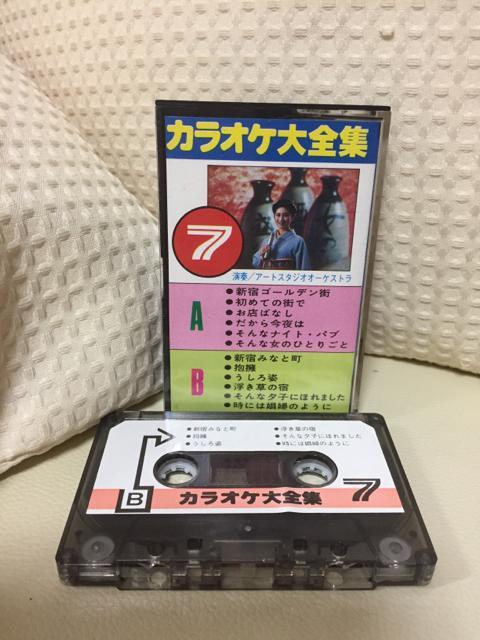 カラオケ大全集
7
演奏/アートスタジオオーケストラ
A
●新宿ゴールデン街
●初めての街で
●お店ばなし
●だから今夜は
●そんなナイト・パブ
●そんな女のひとりごと
B
●新宿みなと町
●抱擁
●うしろ姿
●浮き草の宿
●そんな夕子にほれました
●時には娼婦のように
●新宿みなと町
●抱擁
●うしろ姿
●浮き草の宿
●そんな夕子にほれました
●時には娼婦のように
B
カラオケ大全集
7